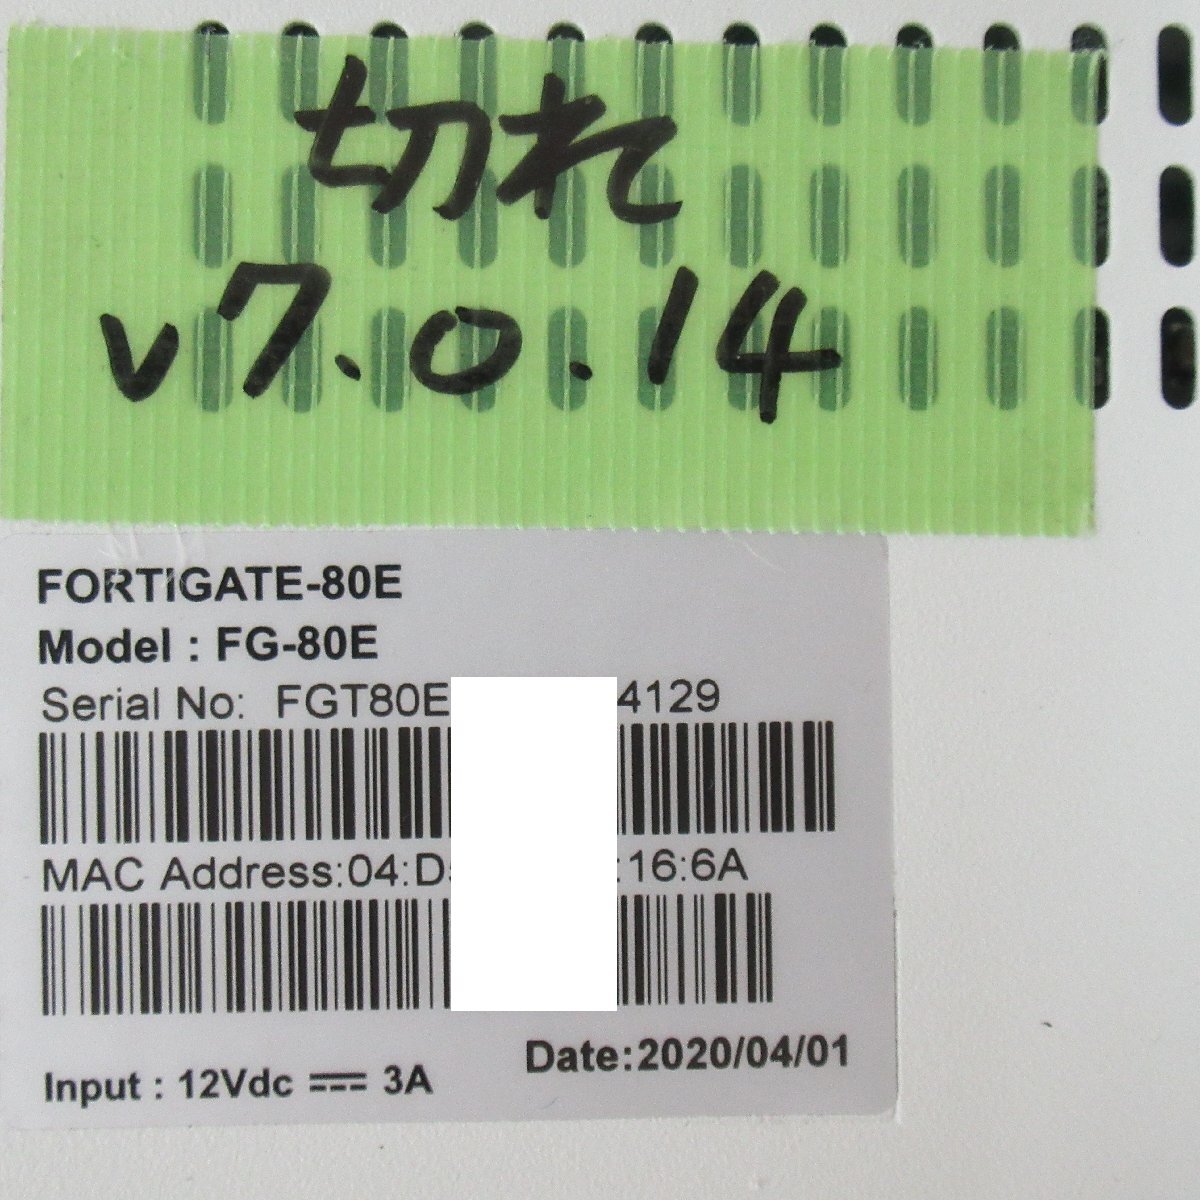 切れ
v7.0.14
FORTIGATE-80E
Model : FG-80E
Serial No: FGT80E 4129
MAC Address:04:D5 :16:6A
Input : 12Vdc ⎓ 3A
Date:2020/04/01